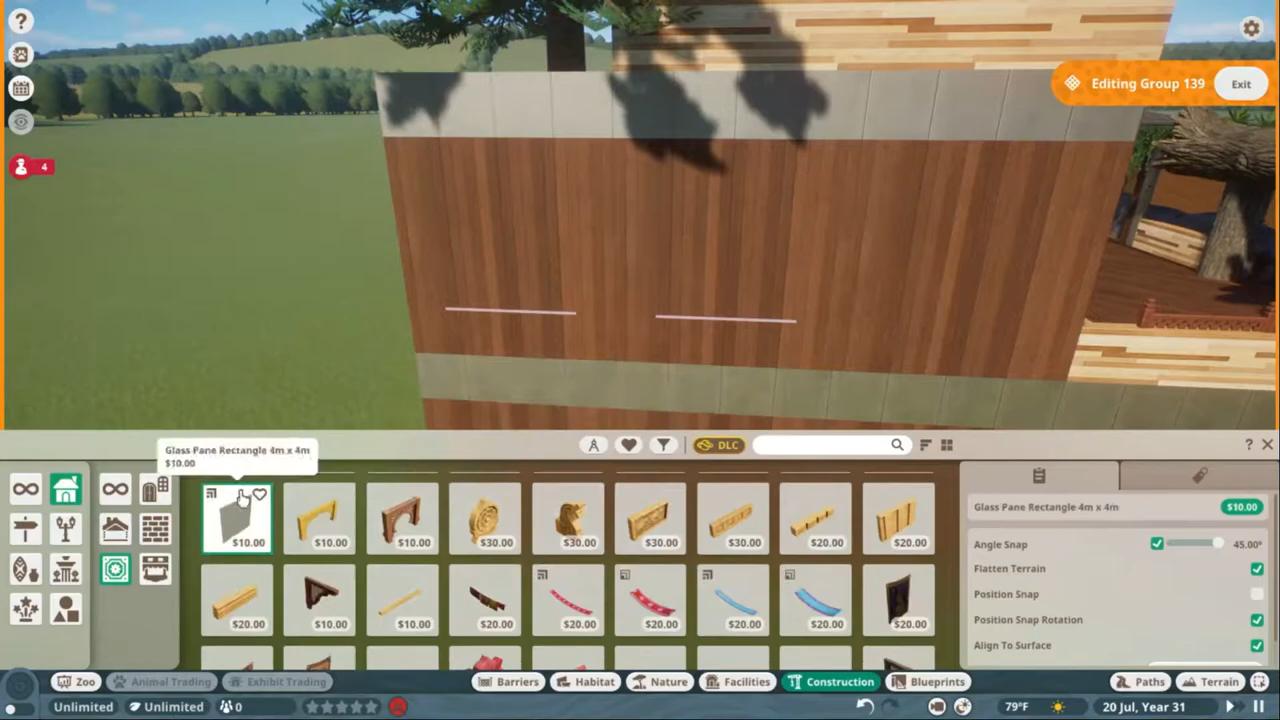 ?
Editing Group 139
Exit
4
Glass Pane Rectangle 4m x 4m
$10.00
DLC
?
$10.00
$10.00
$10.00
$30.00
$30.00
$30.00
$30.00
$20.00
$20.00
$20.00
$10.00
$10.00
$20.00
$20.00
$20.00
$20.00
$20.00
$20.00
Glass Pane Rectangle 4m x 4m
$10.00
Angle Snap
45.00°
Flatten Terrain
Position Snap
Position Snap Rotation
Align To Surface
Zoo
Animal Trading
Exhibit Trading
Barriers
Habitat
Nature
Facilities
Construction
Blueprints
Paths
Terrain
Unlimited
Unlimited
0
79°F
20 Jul, Year 31